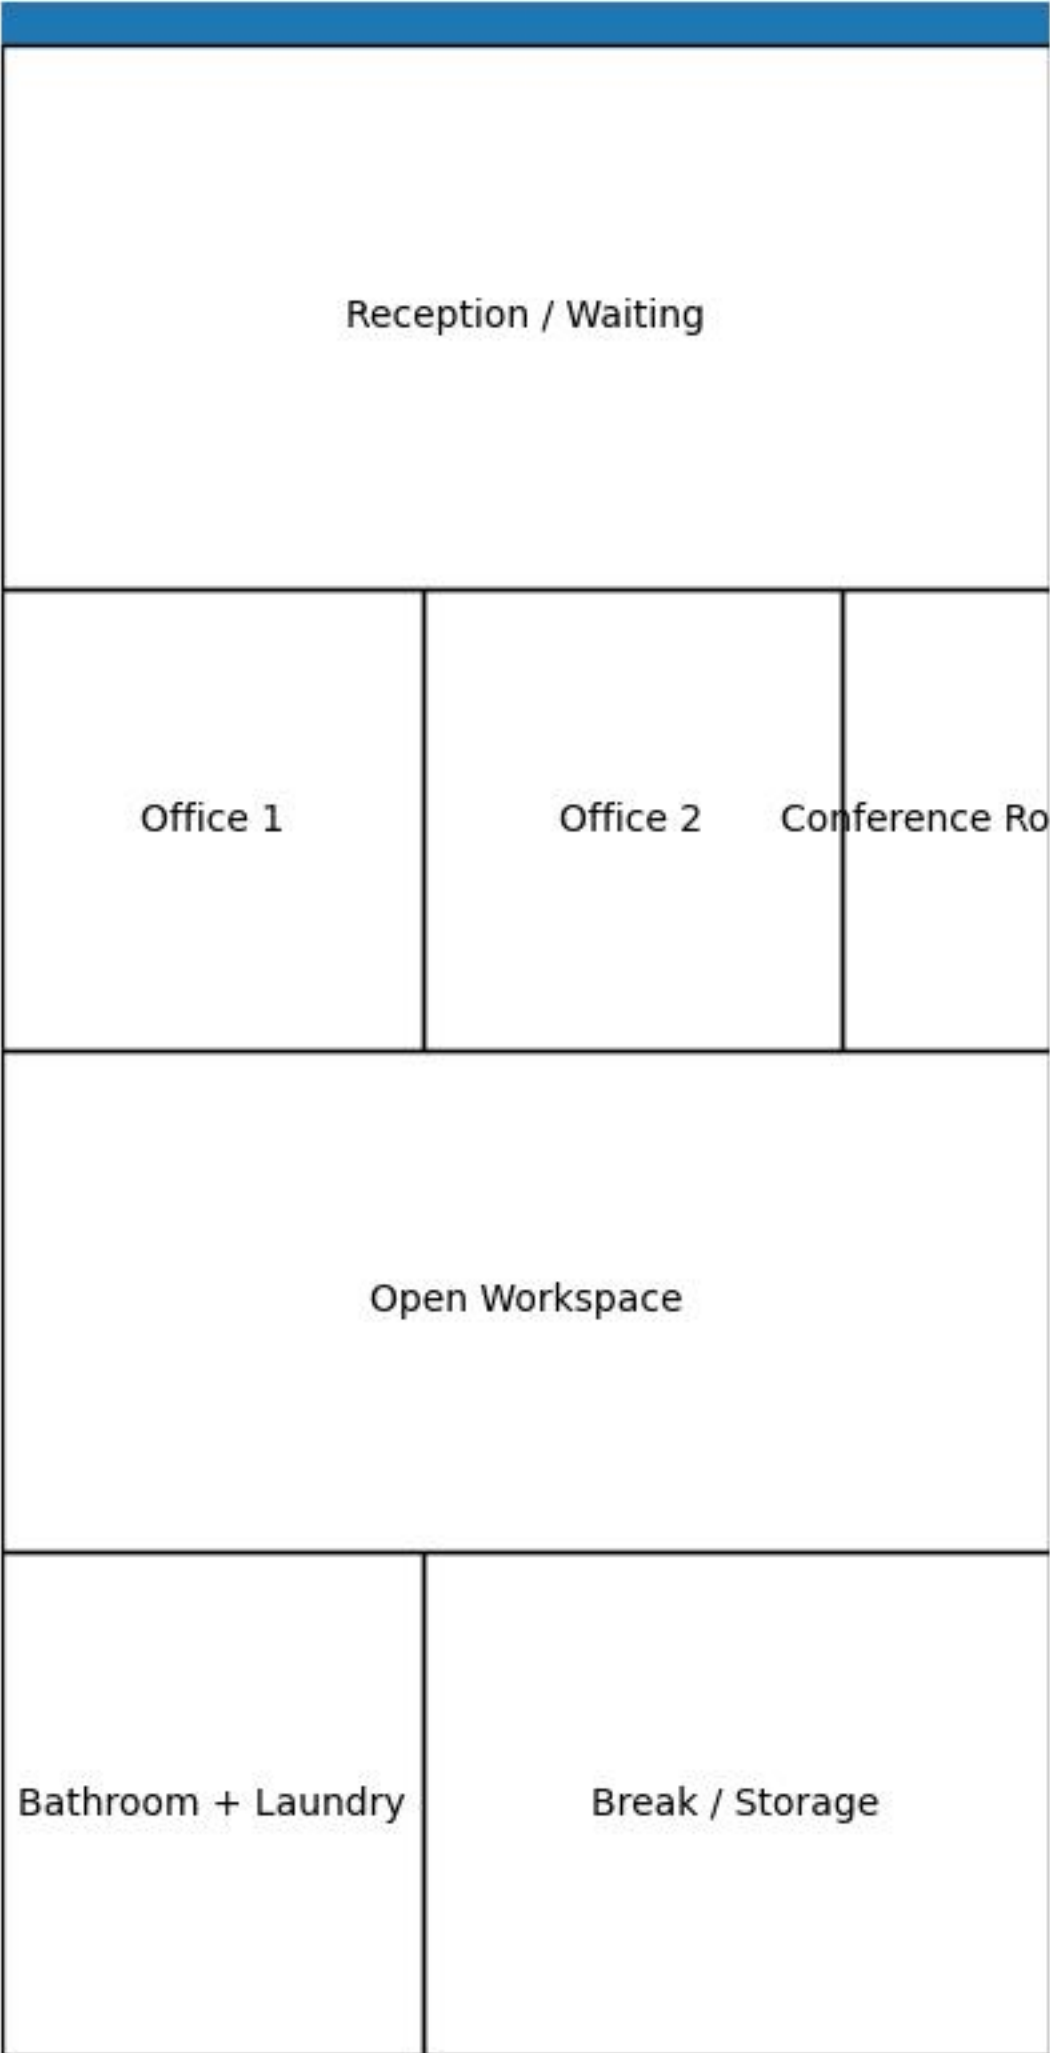 Reception / Waiting
Office 1
Office 2
Conference Ro
Open Workspace
Bathroom + Laundry
Break / Storage